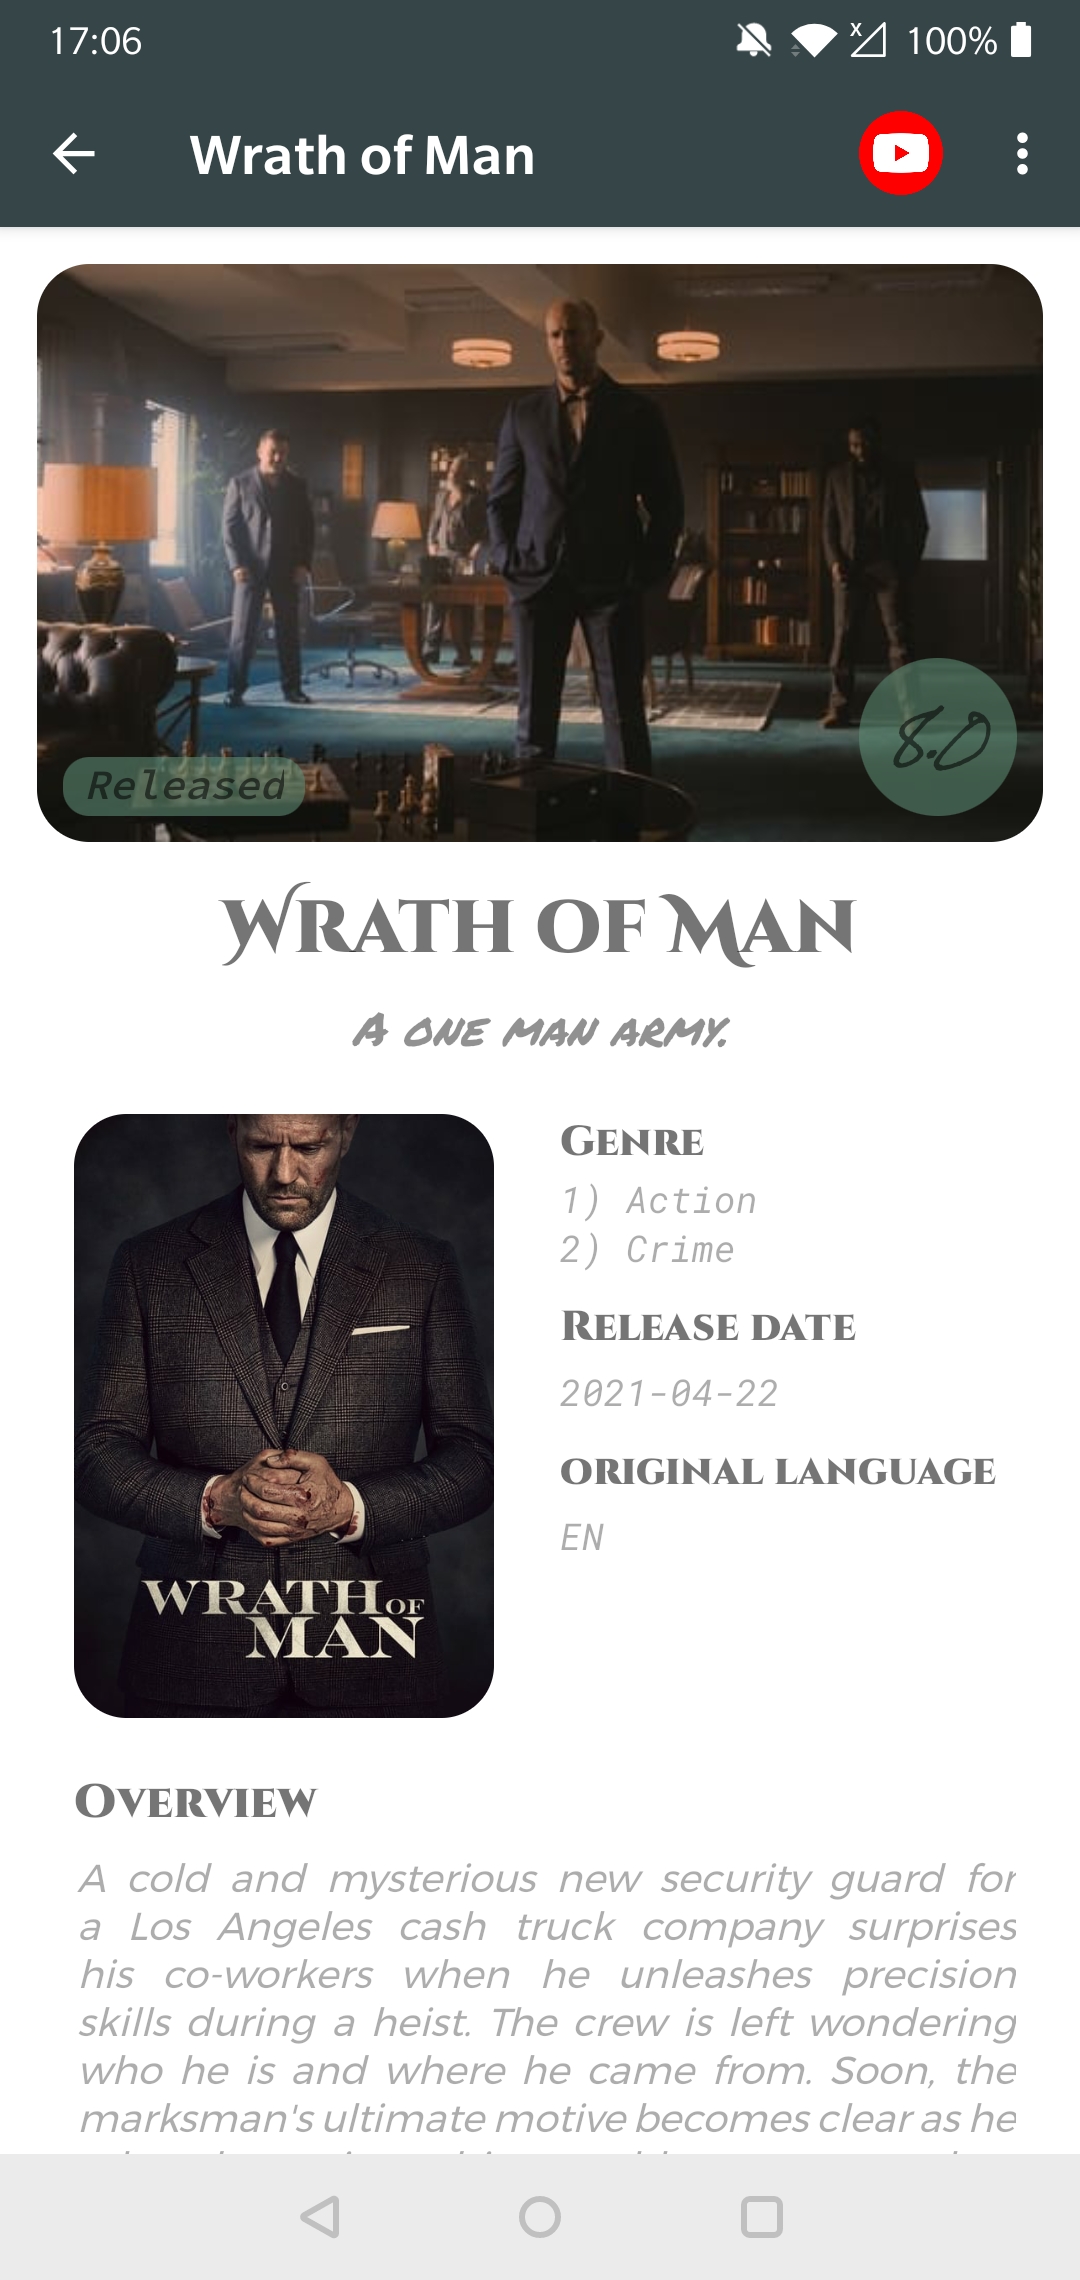 17:06
100%
Wrath of Man
Released
8.0
Wrath of Man
A one man army.
Genre
1) Action
2) Crime
Release date
2021-04-22
original language
EN
WRATH OF
MAN
Overview
A cold and mysterious new security guard for
a Los Angeles cash truck company surprises
his co-workers when he unleashes precision
skills during a heist. The crew is left wondering
who he is and where he came from. Soon, the
marksman's ultimate motive becomes clear as he